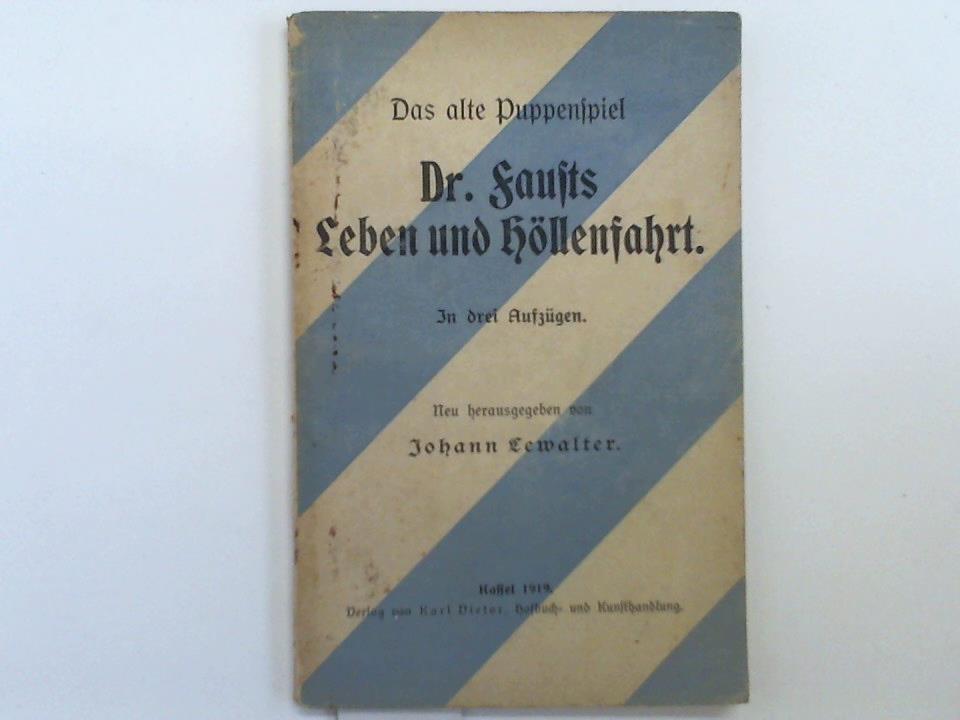 Das alte Puppenſpiel
Dr. Fauſts
Leben und Höllenfahrt.
In drei Aufzügen.
Neu herausgegeben von
Johann Lewalter.
Kaſſel 1919.
Verlag von Karl Vietor, Hofbuch- und Kunſthandlung.